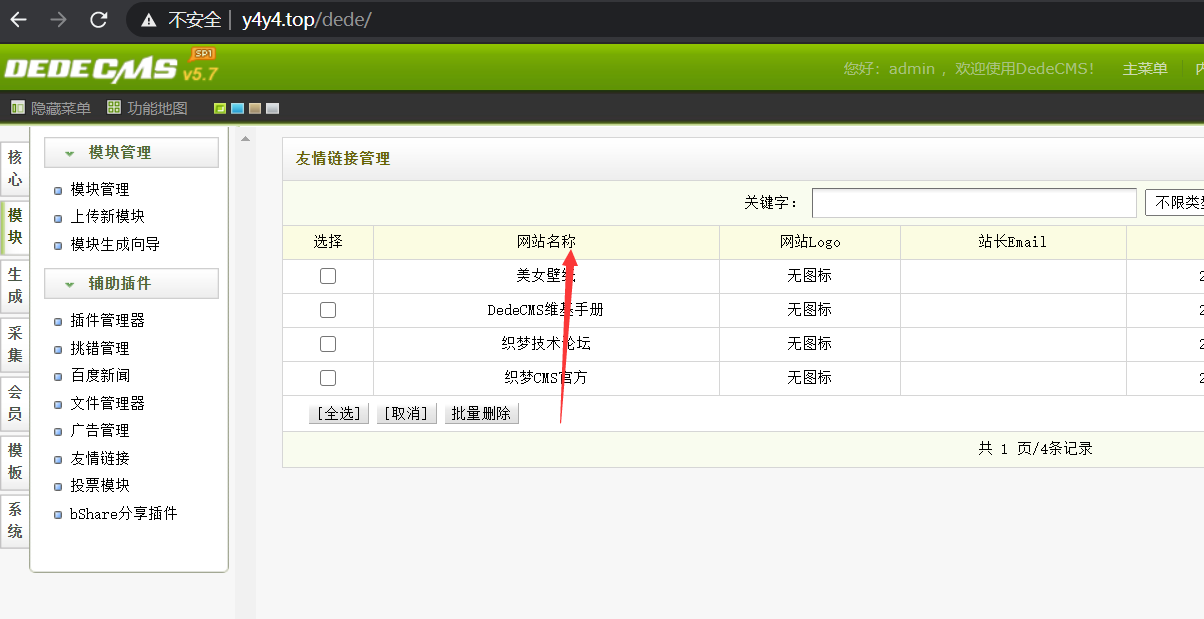 不安全 | y4y4.top/dede/
DEDECMS v5.7 SP1
您好：admin ，欢迎使用DedeCMS！ 主菜单
隐藏菜单 功能地图
核心
模块
生成
采集
会员
模板
系统
模块管理
模块管理
上传新模块
模块生成向导
辅助插件
插件管理器
挑错管理
百度新闻
文件管理器
广告管理
友情链接
投票模块
bShare分享插件
友情链接管理
关键字： 不限类型
选择 网站名称 网站Logo 站长Email
美女壁纸 无图标 2
DedeCMS维基手册 无图标 2
织梦技术论坛 无图标 2
织梦CMS官方 无图标 2
[全选] [取消] 批量删除
共 1 页/4条记录